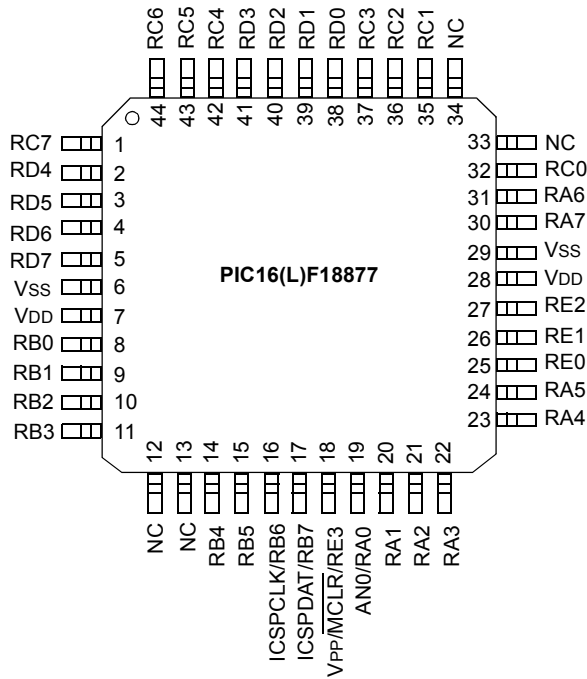 RC6
RC5
RC4
RD3
RD2
RD1
RD0
RC3
RC2
RC1
NC
44
43
42
41
40
39
38
37
36
35
34
RC7 1
RD4 2
RD5 3
RD6 4
RD7 5
VSS 6
VDD 7
RB0 8
RB1 9
RB2 10
RB3 11
PIC16(L)F18877
33 NC
32 RC0
31 RA6
30 RA7
29 VSS
28 VDD
27 RE2
26 RE1
25 RE0
24 RA5
23 RA4
12
13
14
15
16
17
18
19
20
21
22
NC
NC
RB4
RB5
ICSPCLK/RB6
ICSPDAT/RB7
VPP/MCLR/RE3
AN0/RA0
RA1
RA2
RA3